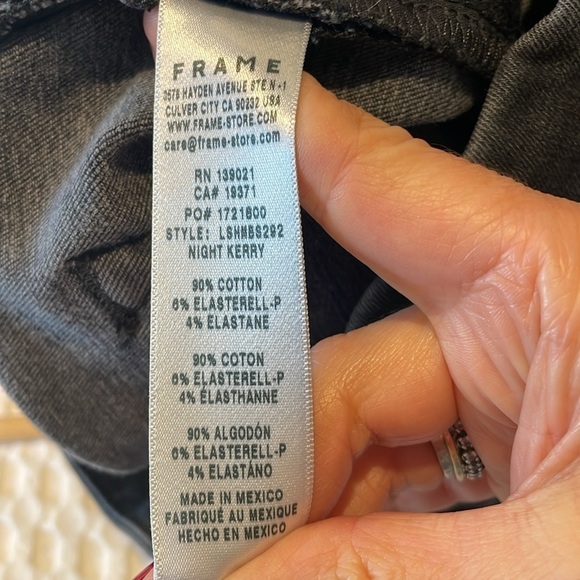 FRAME
3578 HAYDEN AVENUE STE N -1
CULVER CITY CA 90232 USA
WWW.FRAME-STORE.COM
care@frame-store.com
RN 139021
CA# 19371
PO# 1721800
STYLE: LSHMBS292
NIGHT KERRY
90% COTTON
6% ELASTERELL-P
4% ELASTANE
90% COTON
6% ELASTERELL-P
4% ÉLASTHANNE
90% ALGODÓN
6% ELASTERELL-P
4% ELASTÁNO
MADE IN MEXICO
FABRIQUÉ AU MEXIQUE
HECHO EN MEXICO